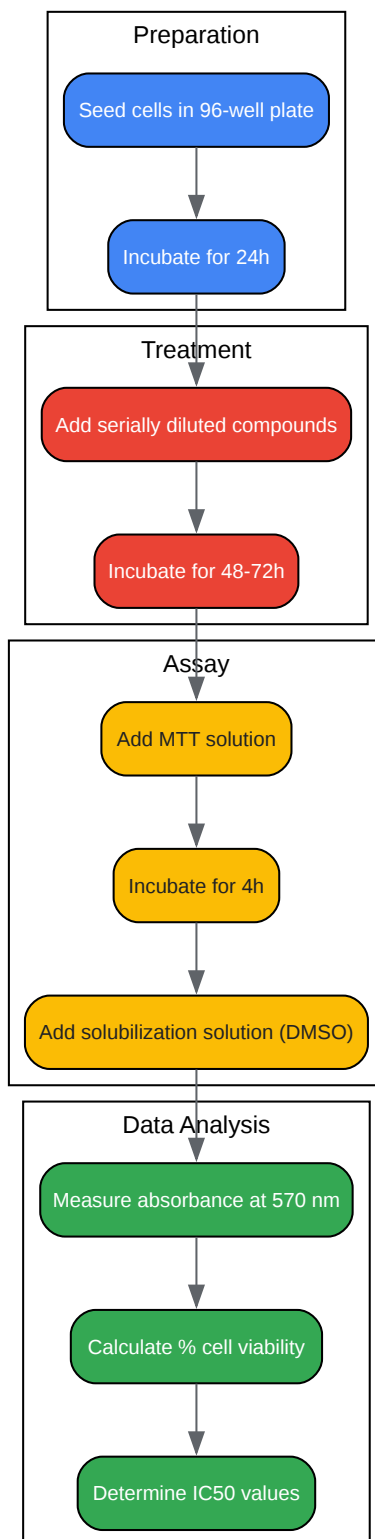 Preparation
Seed cells in 96-well plate
Incubate for 24h
Treatment
Add serially diluted compounds
Incubate for 48-72h
Assay
Add MTT solution
Incubate for 4h
Add solubilization solution (DMSO)
Data Analysis
Measure absorbance at 570 nm
Calculate % cell viability
Determine IC50 values